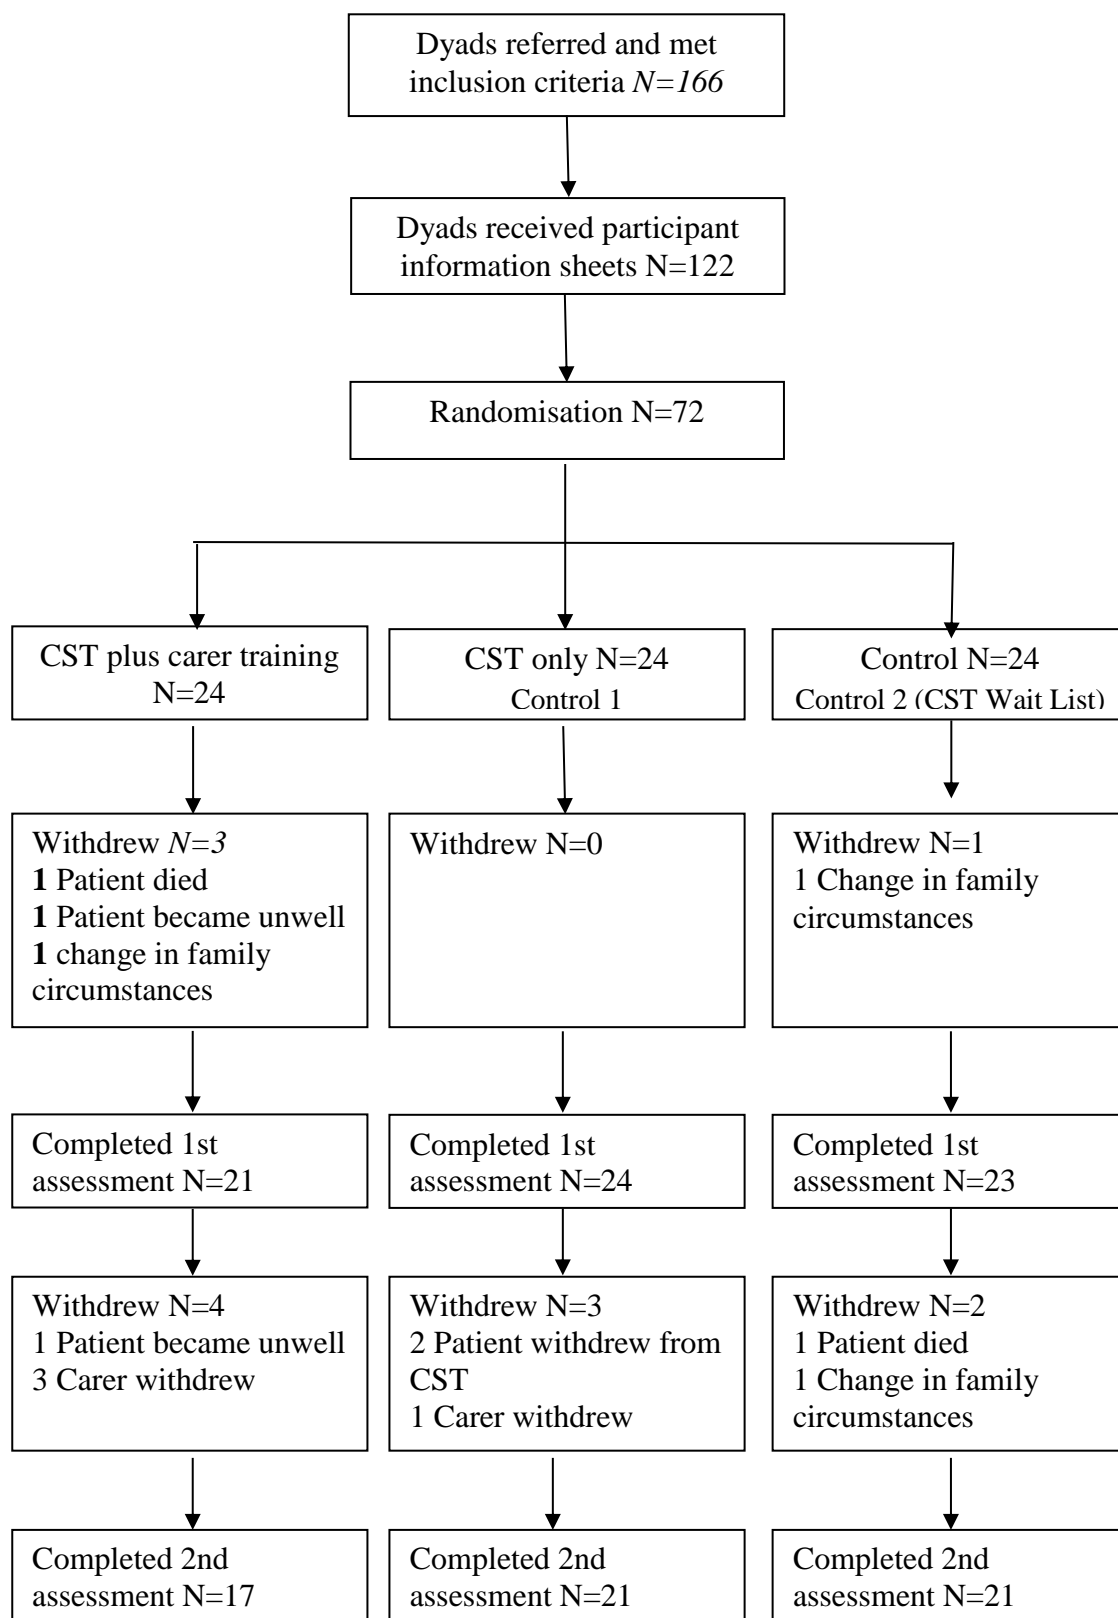 Dyads referred and met
inclusion criteria N=166
Dyads received participant
information sheets N=122
Randomisation N=72
CST plus carer training
N=24
CST only N=24
Control 1
Control N=24
Control 2 (CST Wait List)
Withdrew N=3
1 Patient died
1 Patient became unwell
1 change in family
circumstances
Withdrew N=0
Withdrew N=1
1 Change in family
circumstances
Completed 1st
assessment N=21
Completed 1st
assessment N=24
Completed 1st
assessment N=23
Withdrew N=4
1 Patient became unwell
3 Carer withdrew
Withdrew N=3
2 Patient withdrew from
CST
1 Carer withdrew
Withdrew N=2
1 Patient died
1 Change in family
circumstances
Completed 2nd
assessment N=17
Completed 2nd
assessment N=21
Completed 2nd
assessment N=21